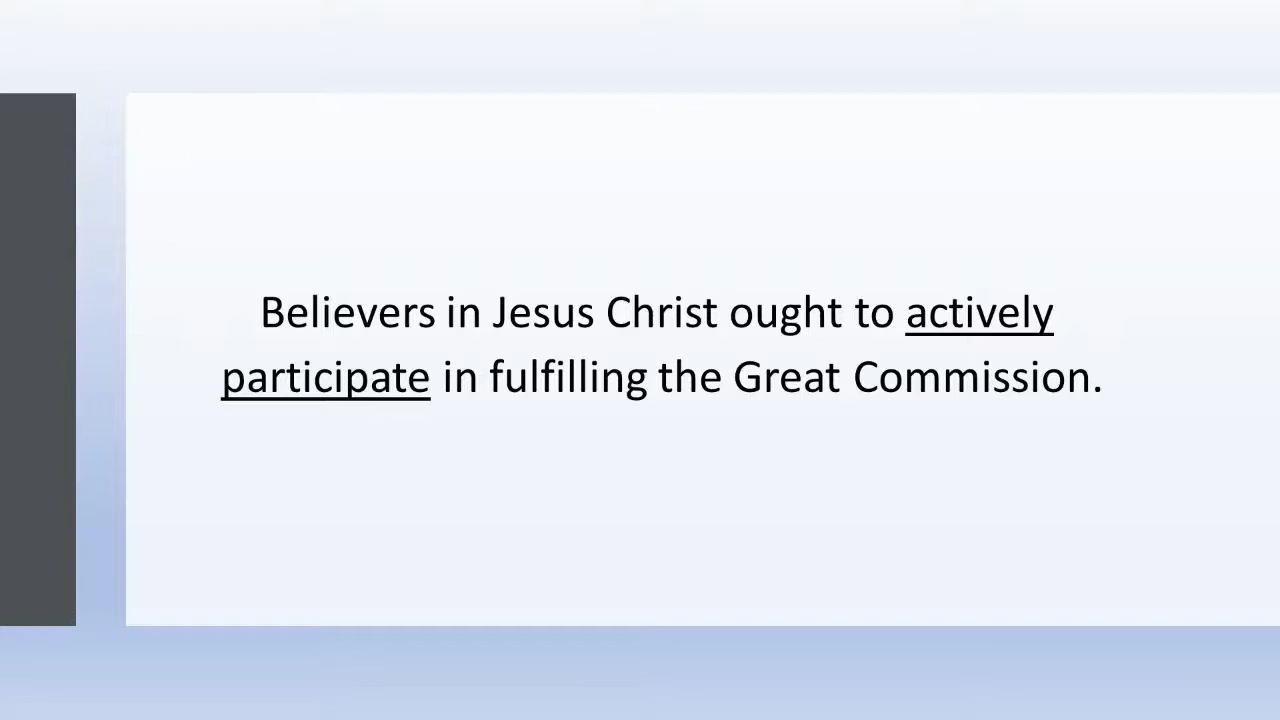 Believers in Jesus Christ ought to actively
participate in fulfilling the Great Commission.